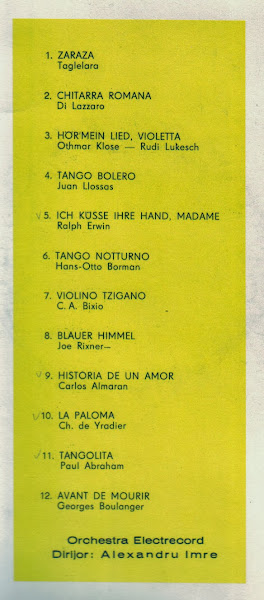 1. ZARAZA
Taglelara
2. CHITARRA ROMANA
Di Lazzaro
3. HÖR'MEIN LIED, VIOLETTA
Othmar Klose — Rudi Lukesch
4. TANGO BOLERO
Juan Llossas
5. ICH KÜSSE IHRE HAND, MADAME
Ralph Erwin
6. TANGO NOTTURNO
Hans-Otto Borman
7. VIOLINO TZIGANO
C. A. Bixio
8. BLAUER HIMMEL
Joe Rixner—
9. HISTORIA DE UN AMOR
Carlos Almaran
10. LA PALOMA
Ch. de Yradier
11. TANGOLITA
Paul Abraham
12. AVANT DE MOURIR
Georges Boulanger
Orchestra Electrecord
Dirijor: Alexandru Imre